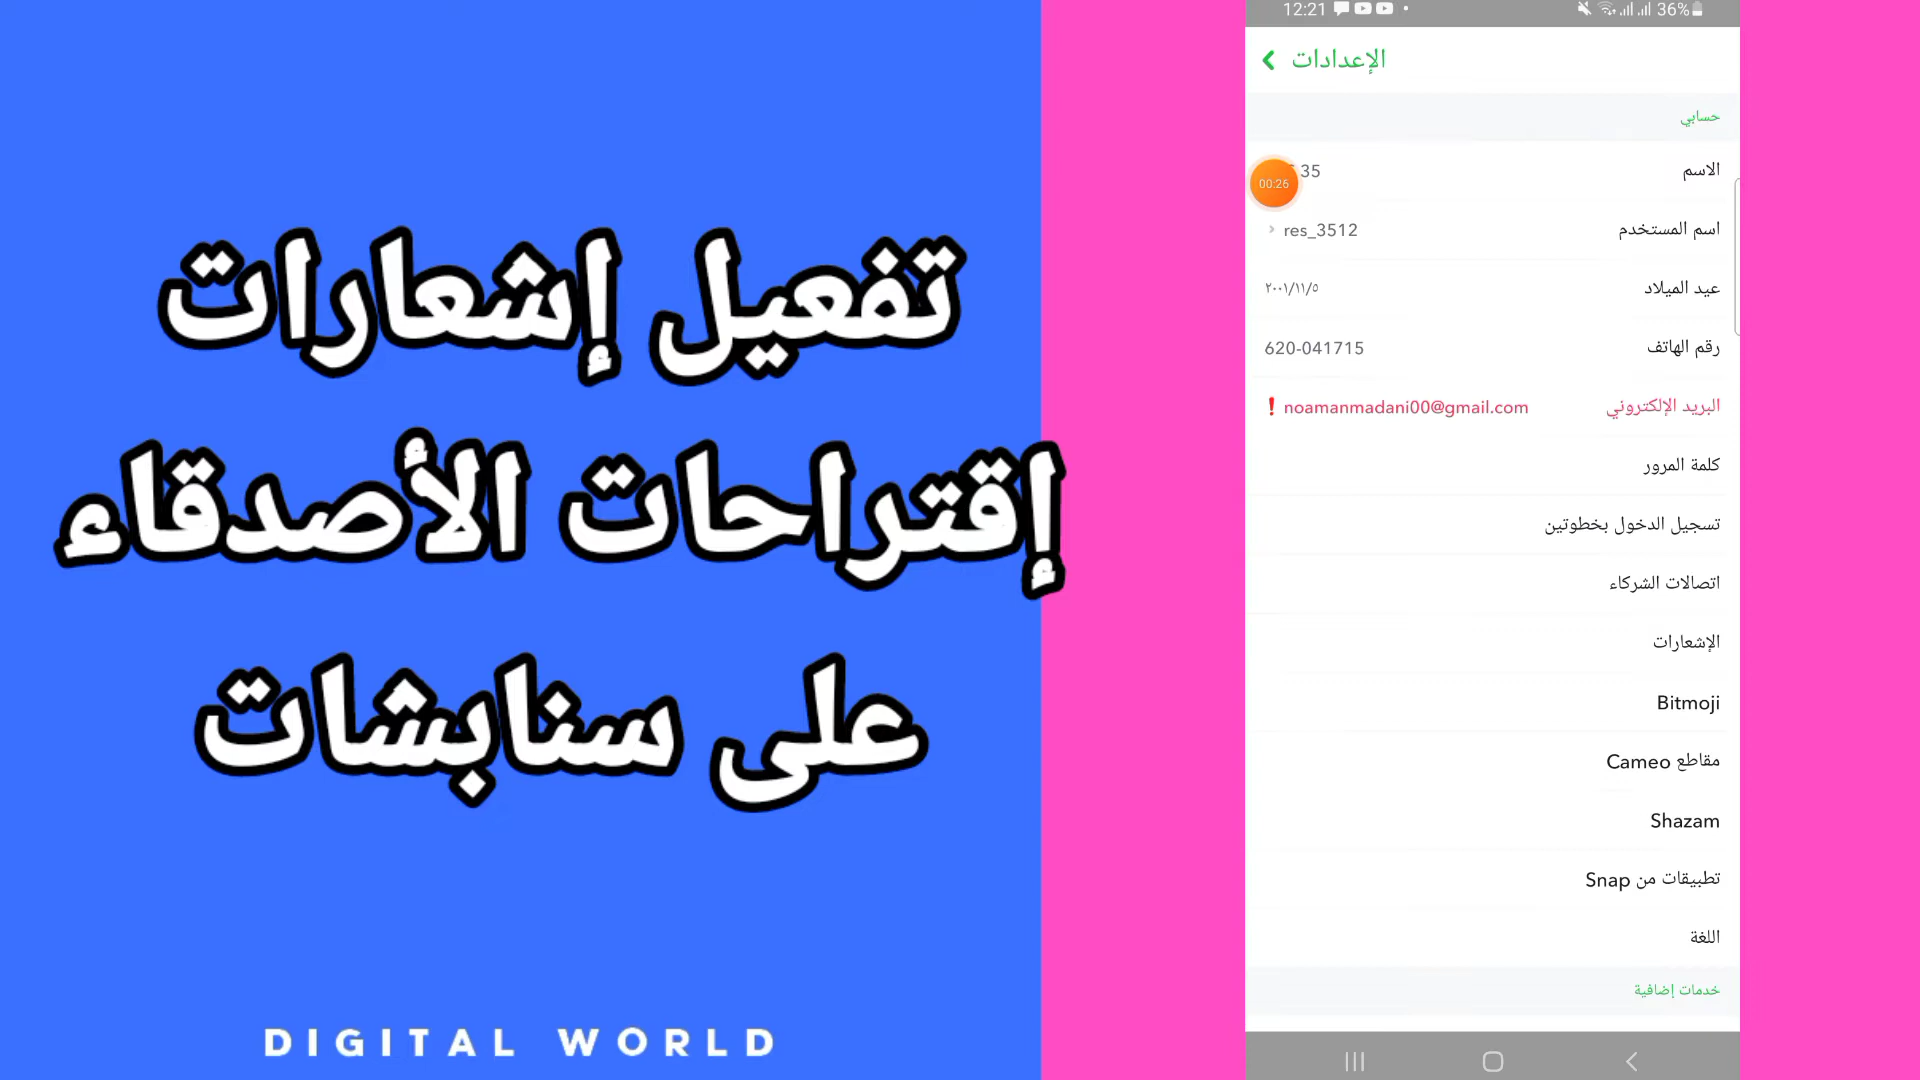 تفعيل إشعارات
إقتراحات الأصدقاء
على سنابشات
DIGITAL WORLD
12:21
36%
الإعدادات
حسابي
الاسم
35
00:26
اسم المستخدم
res_3512
عيد الميلاد
٢٠٠١/١١/٥
رقم الهاتف
620-041715
البريد الإلكتروني
noamanmadani00@gmail.com
كلمة المرور
تسجيل الدخول بخطوتين
اتصالات الشركاء
الإشعارات
Bitmoji
مقاطع Cameo
Shazam
تطبيقات من Snap
اللغة
خدمات إضافية